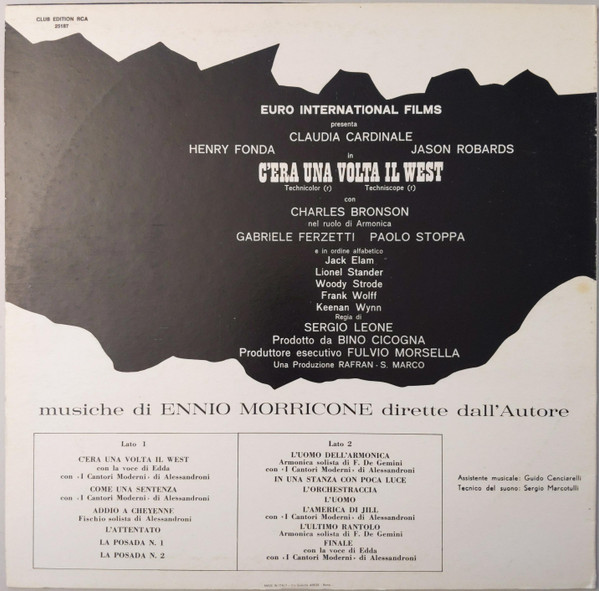 CLUB EDITION RCA
25197
EURO INTERNATIONAL FILMS
presenta
CLAUDIA CARDINALE
HENRY FONDA JASON ROBARDS
in
C'ERA UNA VOLTA IL WEST
Technicolor (r) Techniscope (r)
con
CHARLES BRONSON
nel ruolo di Armonica
GABRIELE FERZETTI PAOLO STOPPA
e in ordine alfabetico
Jack Elam
Lionel Stander
Woody Strode
Frank Wolff
Keenan Wynn
Regia di
SERGIO LEONE
Prodotto da BINO CICOGNA
Produttore esecutivo FULVIO MORSELLA
Una Produzione RAFRAN - S. MARCO
musiche di ENNIO MORRICONE dirette dall'Autore
Lato 1
C'ERA UNA VOLTA IL WEST
con la voce di Edda
con «I Cantori Moderni» di Alessandroni
COME UNA SENTENZA
con «I Cantori Moderni» di Alessandroni
ADDIO A CHEYENNE
Fischio solista di Alessandroni
L'ATTENTATO
LA POSADA N. 1
LA POSADA N. 2
Lato 2
L'UOMO DELL'ARMONICA
Armonica solista di F. De Gemini
con «I Cantori Moderni» di Alessandroni
IN UNA STANZA CON POCA LUCE
L'ORCHESTRACCIA
L'UOMO
L'AMERICA DI JILL
con «I Cantori Moderni» di Alessandroni
L'ULTIMO RANTOLO
Armonica solista di F. De Gemini
FINALE
con la voce di Edda
con «I Cantori Moderni» di Alessandroni
Assistente musicale: Guido Cenciarelli
Tecnico del suono: Sergio Marcotulli